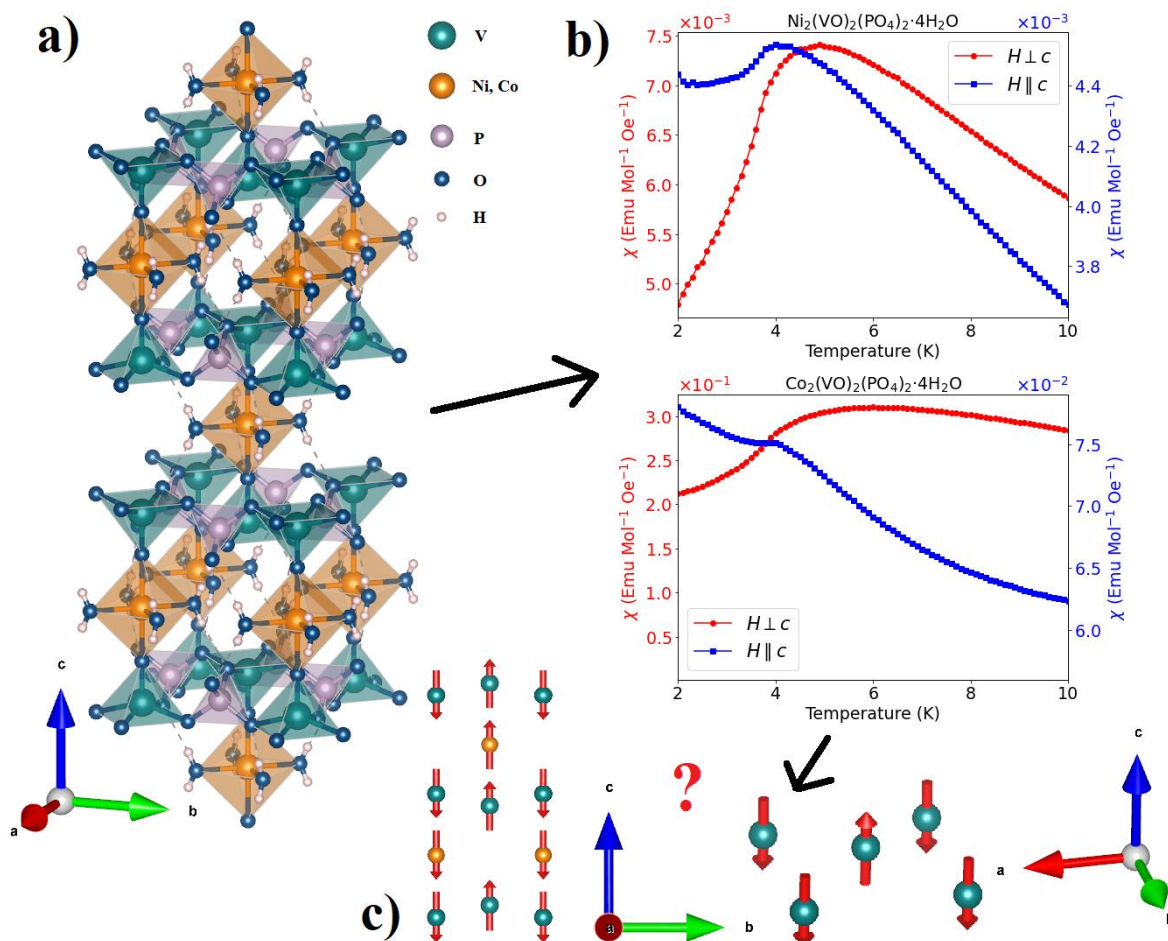 a)
V
Ni, Co
P
O
H
c
b
a
b)
×10⁻³ Ni₂(VO)₂(PO₄)₂·4H₂O ×10⁻³
7.5
7.0
6.5
6.0
5.5
5.0
χ (Emu Mol⁻¹ Oe⁻¹)
H ⊥ c
H ∥ c
4.4
4.2
4.0
3.8
χ (Emu Mol⁻¹ Oe⁻¹)
2 4 6 8 10
Temperature (K)
×10⁻¹ Co₂(VO)₂(PO₄)₂·4H₂O ×10⁻²
3.0
2.5
2.0
1.5
1.0
0.5
χ (Emu Mol⁻¹ Oe⁻¹)
H ⊥ c
H ∥ c
7.5
7.0
6.5
6.0
χ (Emu Mol⁻¹ Oe⁻¹)
2 4 6 8 10
Temperature (K)
c)
c
a
b
?
c
a